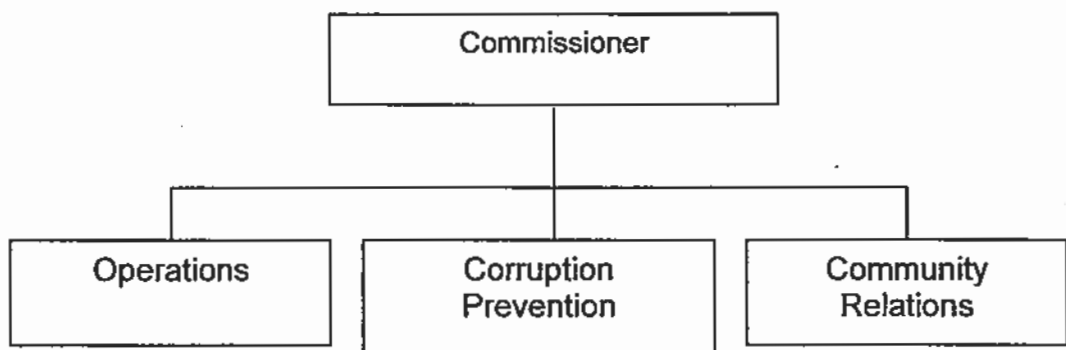 Commissioner
Operations
Corruption
Prevention
Community
Relations